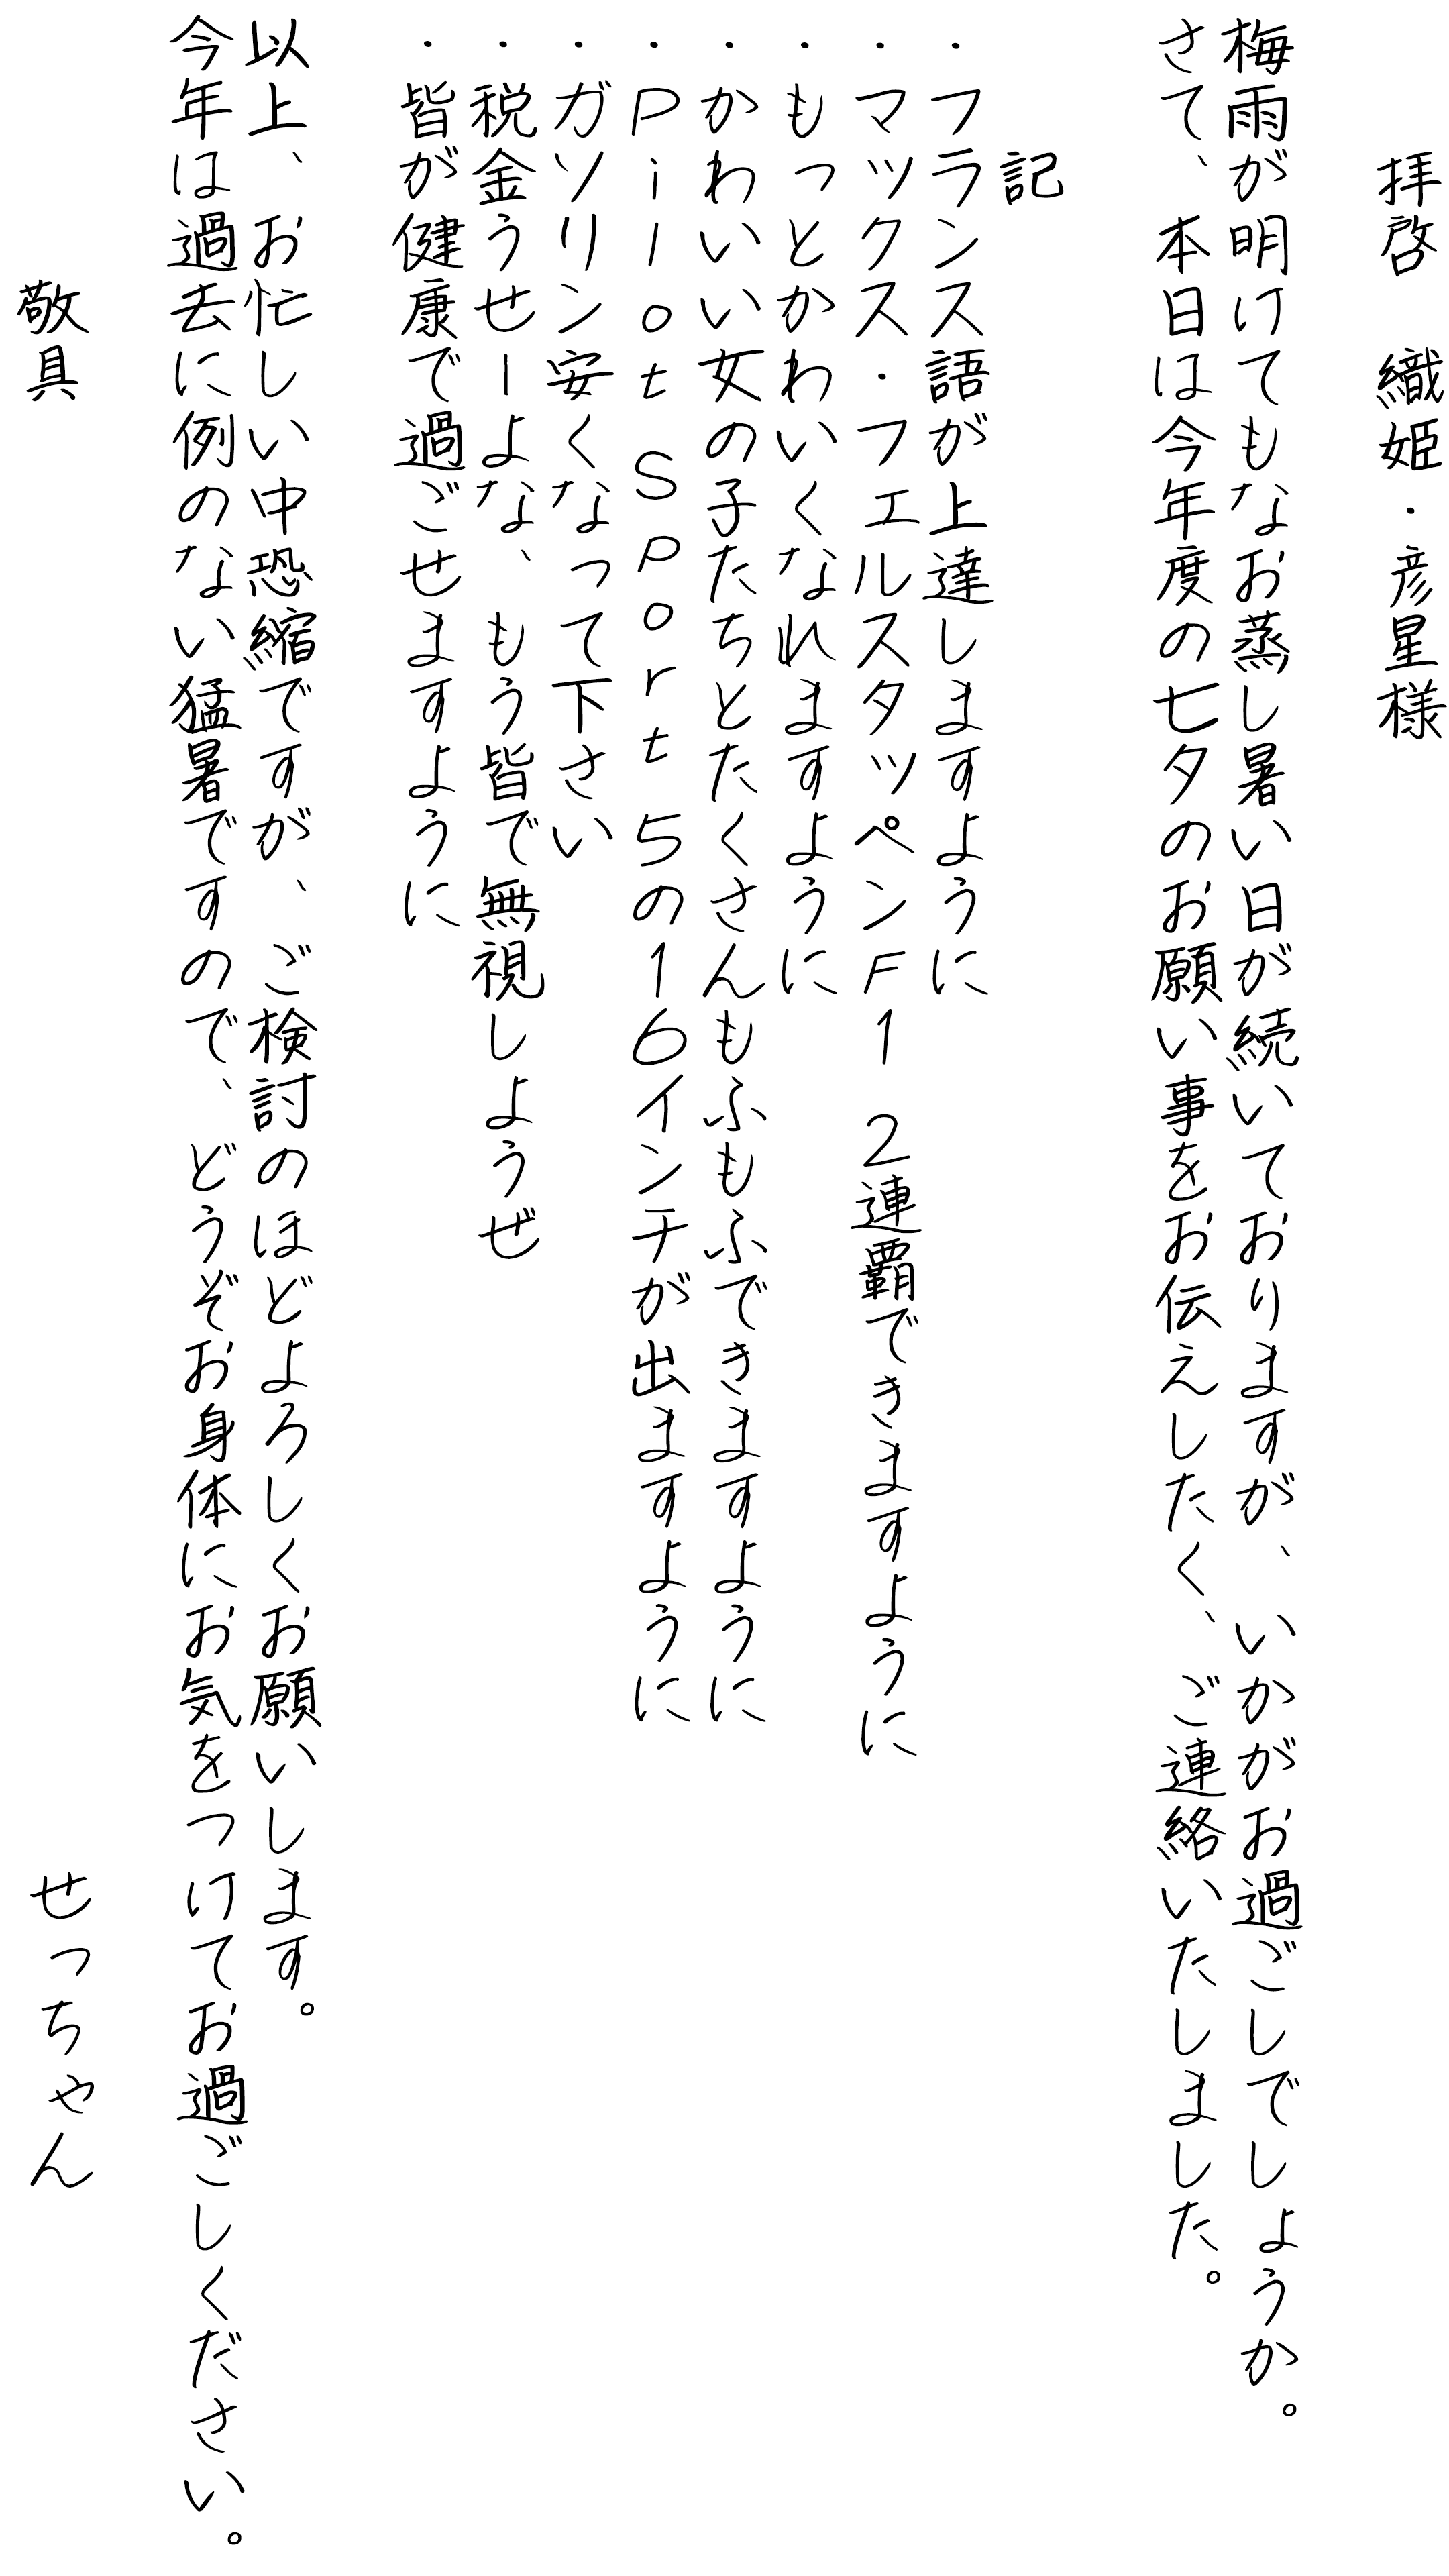 拝啓　織姫・彦星様
梅雨が明けてもなお蒸し暑い日が続いておりますが、いかがお過ごしでしょうか。
さて、本日は今年度の七夕のお願い事をお伝えしたく、ご連絡いたしました。
記
・フランス語が上達しますように
・マックス・フェルスタッペンF1　2連覇できますように
・もっとかわいくなれますように
・かわいい女の子たちとたくさんもふもふできますように
・Pilot Sport 5の16インチが出ますように
・ガソリン安くなって下さい
・税金うせーよな、もう皆で無視しようぜ
・皆が健康で過ごせますように
以上、お忙しい中恐縮ですが、ご検討のほどよろしくお願いします。
今年は過去に例のない猛暑ですので、どうぞお身体にお気をつけてお過ごしください。
敬具
せっちゃん